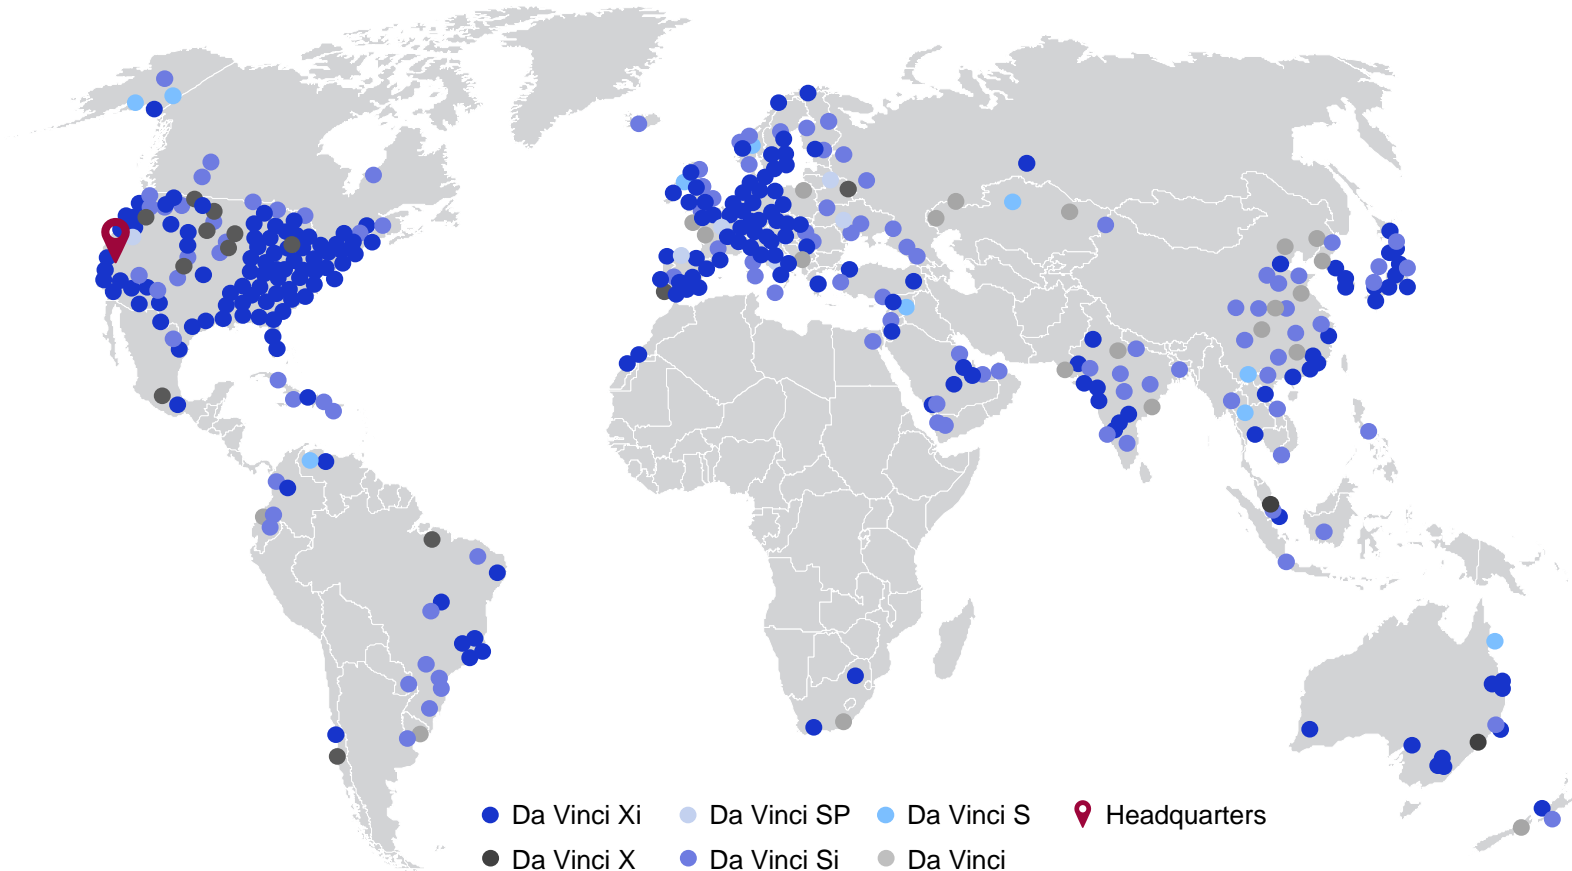 Da Vinci Xi
Da Vinci SP
Da Vinci S
Headquarters
Da Vinci X
Da Vinci Si
Da Vinci